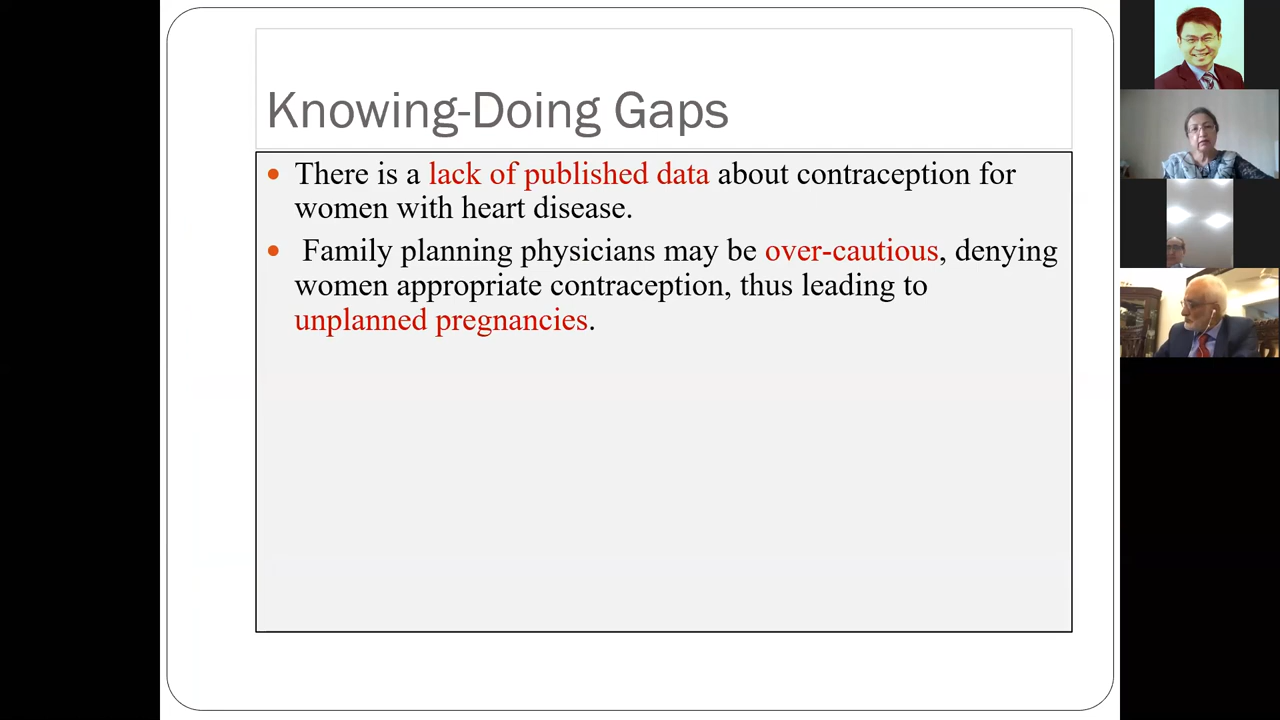 Knowing-Doing Gaps
• There is a lack of published data about contraception for
women with heart disease.
• Family planning physicians may be over-cautious, denying
women appropriate contraception, thus leading to
unplanned pregnancies.